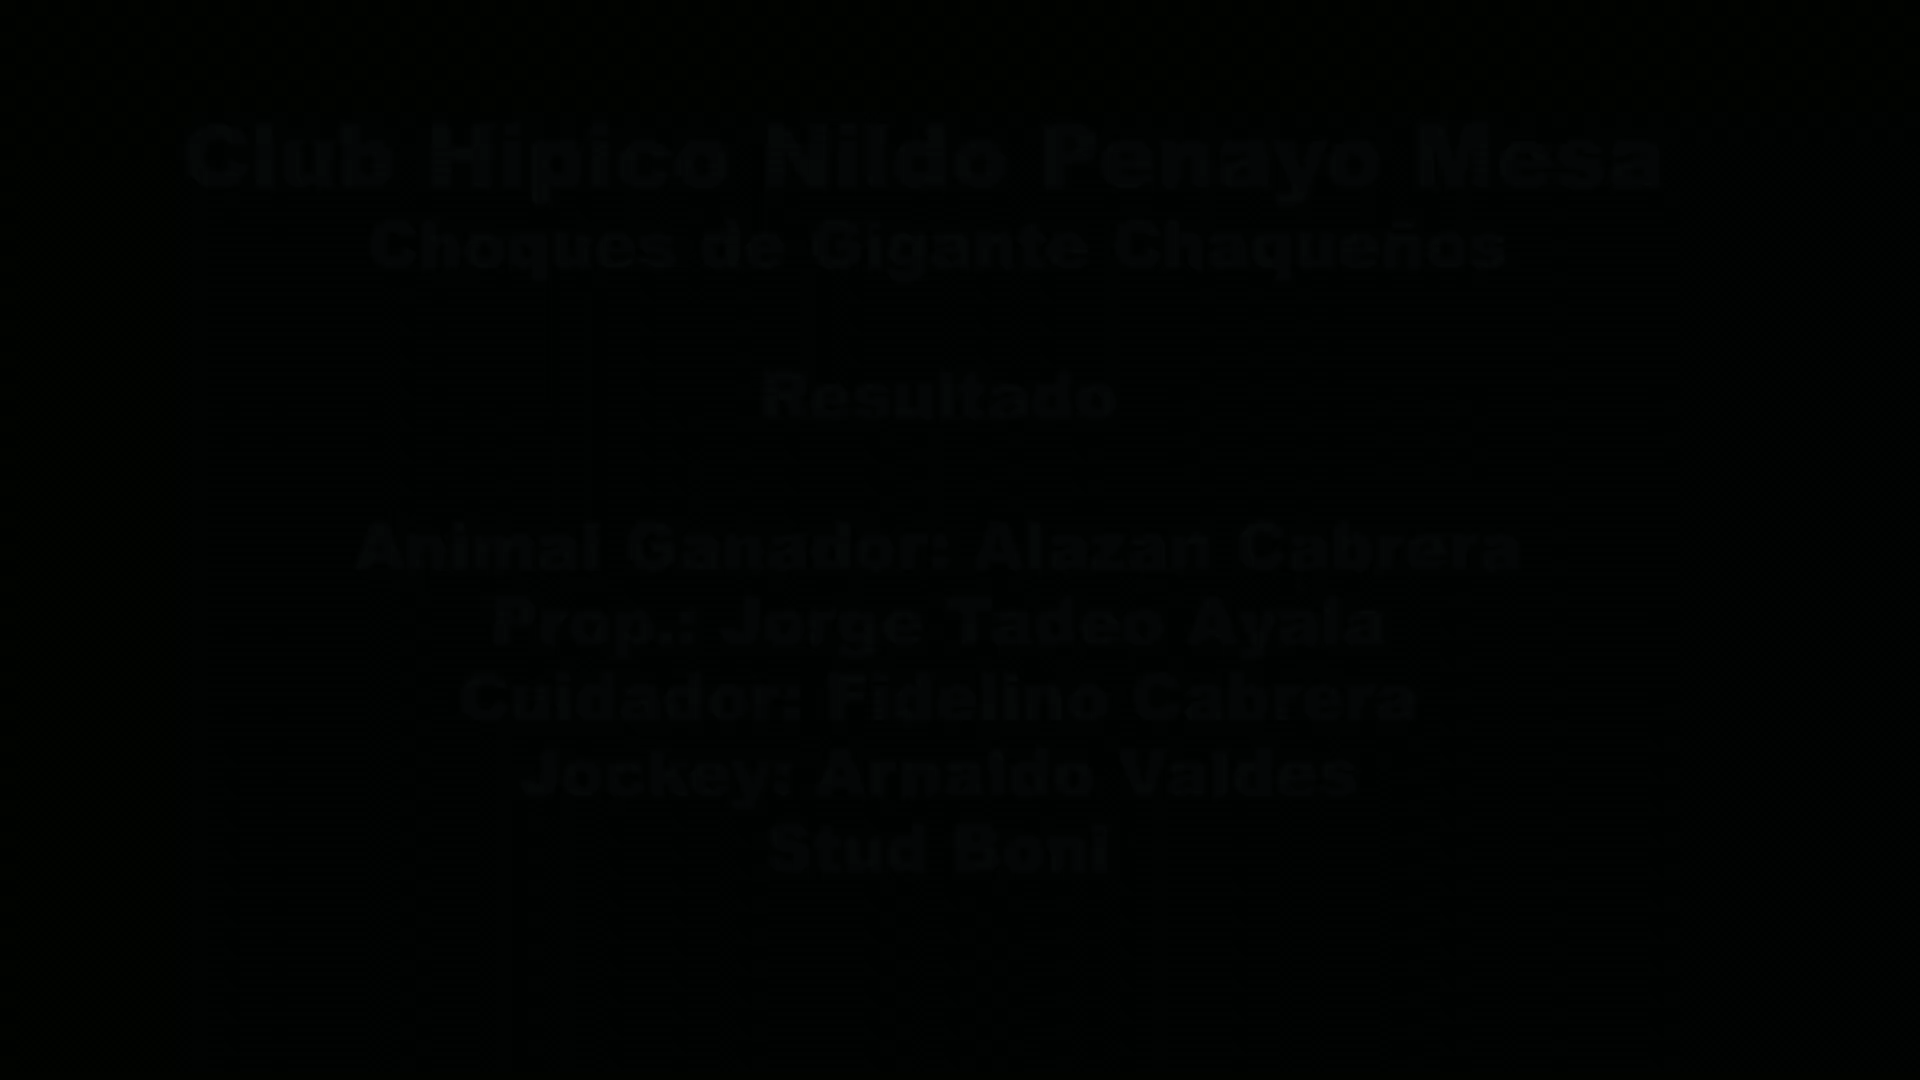 Club Hipico Nildo Penayo Mesa
Choques de Gigante Chaqueños
Resultado
Animal Ganador: Alazan Cabrera
Prop.: Jorge Tadeo Ayala
Cuidador: Fidelino Cabrera
Jockey: Arnaldo Valdes
Stud Boni